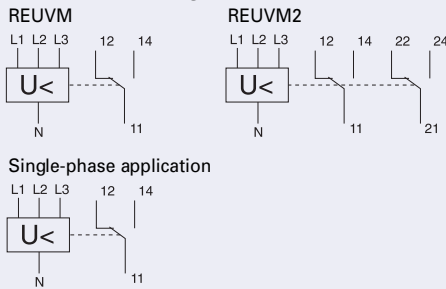 REUVM
L1 L2 L3 12 14
U<
N 11
REUVM2
L1 L2 L3 12 14 22 24
U<
N 11 21
Single-phase application
L1 L2 L3 12 14
U<
N 11